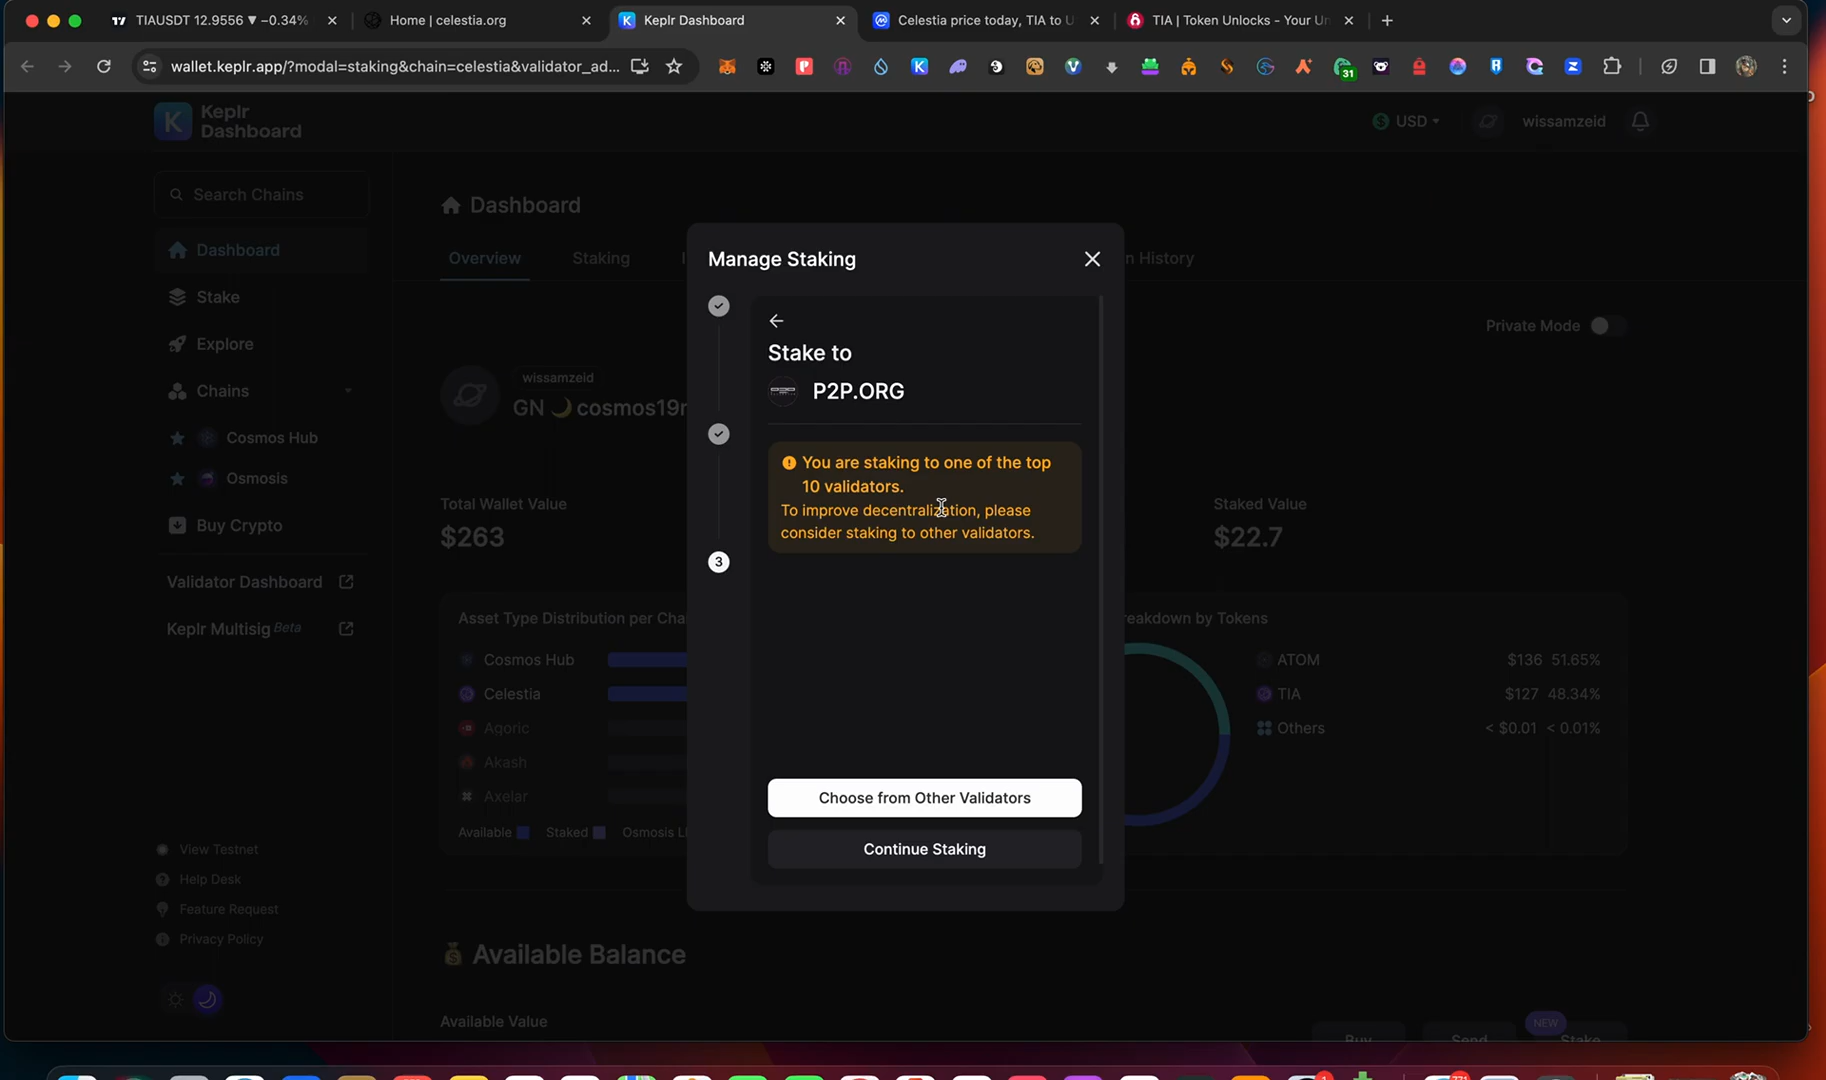 TIAUSDT 12.9556 ▼ −0.34%
Home | celestia.org
Keplr Dashboard
Celestia price today, TIA to U
TIA | Token Unlocks - Your Un
wallet.keplr.app/?modal=staking&chain=celestia&validator_ad...
31
Keplr
Dashboard
USD
wissamzeid
Search Chains
Dashboard
Stake
Explore
Chains
Cosmos Hub
Osmosis
Buy Crypto
Validator Dashboard
Keplr Multisig Beta
View Testnet
Help Desk
Feature Request
Privacy Policy
Dashboard
Overview
Staking
n History
Private Mode
wissamzeid
GN 🌙 cosmos19r
Total Wallet Value
$263
Staked Value
$22.7
Asset Type Distribution per Cha
Cosmos Hub
Celestia
Agoric
Akash
Axelar
Available
Staked
Osmosis L
reakdown by Tokens
ATOM $136 51.65%
TIA $127 48.34%
Others < $0.01 < 0.01%
Available Balance
Available Value
Buy
Send
NEW
Stake
Manage Staking
3
Stake to
P2P.ORG
You are staking to one of the top
10 validators.
To improve decentralization, please
consider staking to other validators.
Choose from Other Validators
Continue Staking